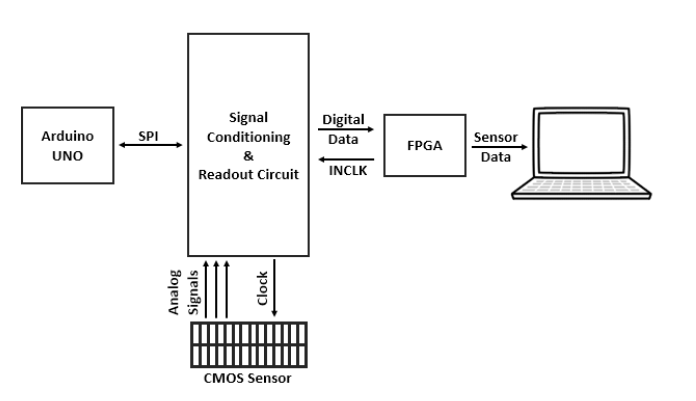 Arduino
UNO
SPI
Signal
Conditioning
&
Readout Circuit
Digital
Data
INCLK
FPGA
Sensor
Data
Analog
Signals
Clock
CMOS Sensor